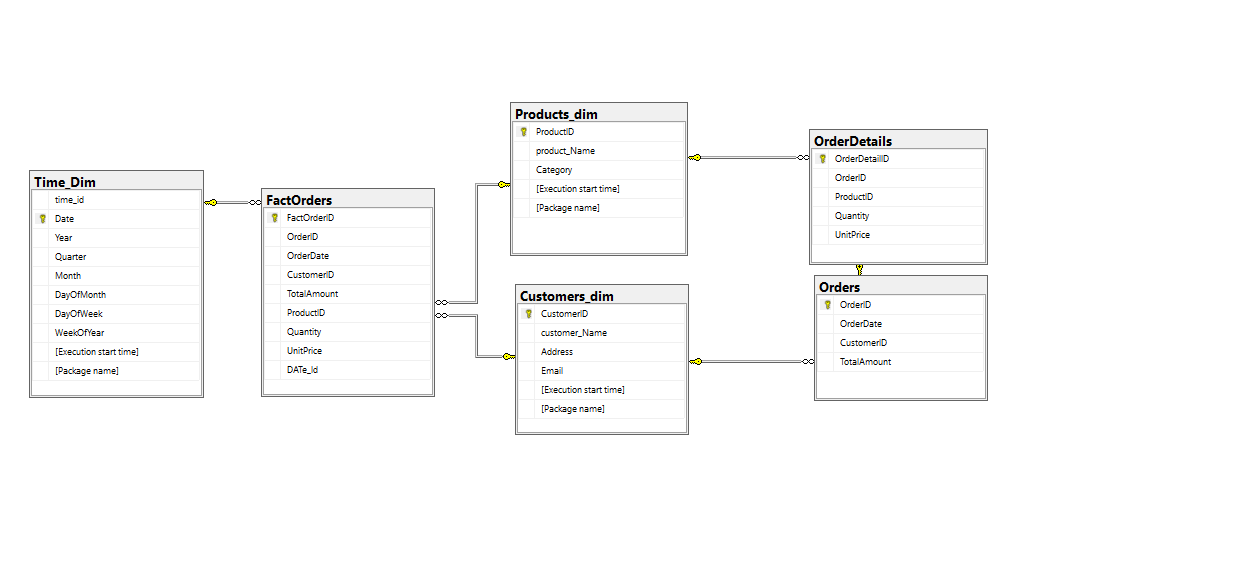 Time_Dim
time_id
Date
Year
Quarter
Month
DayOfMonth
DayOfWeek
WeekOfYear
[Execution start time]
[Package name]
FactOrders
FactOrderID
OrderID
OrderDate
CustomerID
TotalAmount
ProductID
Quantity
UnitPrice
DATe_Id
Products_dim
ProductID
product_Name
Category
[Execution start time]
[Package name]
Customers_dim
CustomerID
customer_Name
Address
Email
[Execution start time]
[Package name]
OrderDetails
OrderDetailID
OrderID
ProductID
Quantity
UnitPrice
Orders
OrderID
OrderDate
CustomerID
TotalAmount